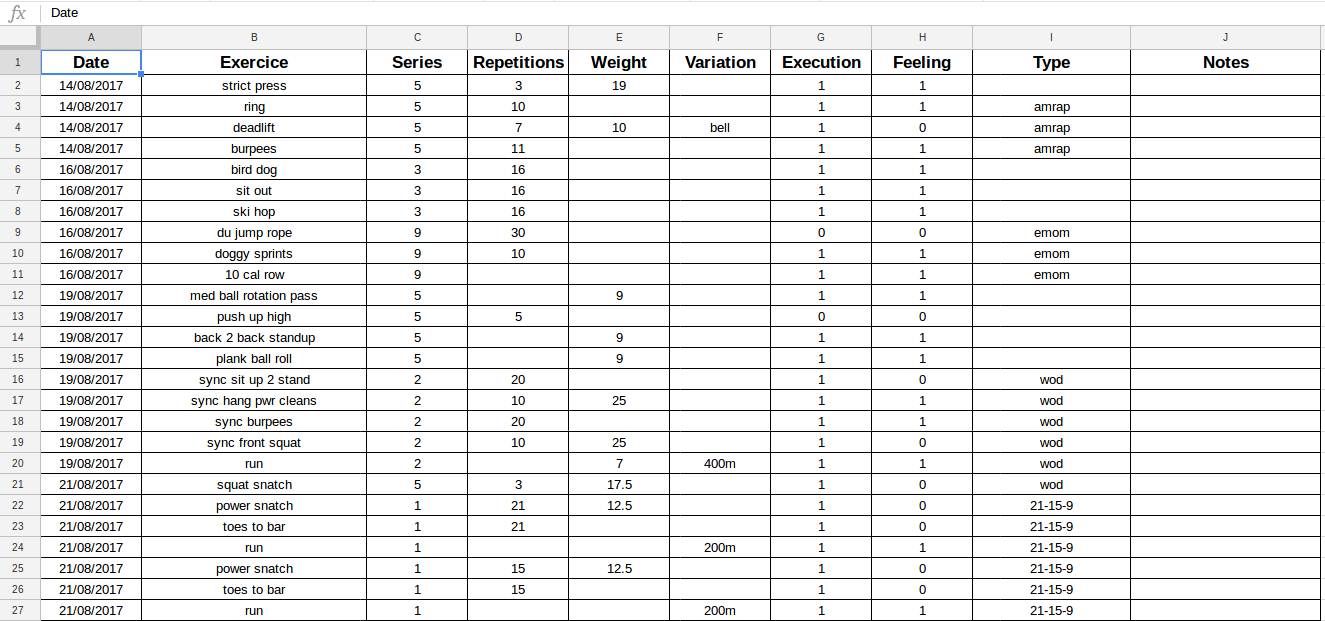 fx Date
A B C D E F G H I J
1 Date Exercice Series Repetitions Weight Variation Execution Feeling Type Notes
2 14/08/2017 strict press 5 3 19 1 1
3 14/08/2017 ring 5 10 1 1 amrap
4 14/08/2017 deadlift 5 7 10 bell 1 0 amrap
5 14/08/2017 burpees 5 11 1 1 amrap
6 16/08/2017 bird dog 3 16 1 1
7 16/08/2017 sit out 3 16 1 1
8 16/08/2017 ski hop 3 16 1 1
9 16/08/2017 du jump rope 9 30 0 0 emom
10 16/08/2017 doggy sprints 9 10 1 1 emom
11 16/08/2017 10 cal row 9 1 1 emom
12 19/08/2017 med ball rotation pass 5 9 1 1
13 19/08/2017 push up high 5 5 0 0
14 19/08/2017 back 2 back standup 5 9 1 1
15 19/08/2017 plank ball roll 5 9 1 1
16 19/08/2017 sync sit up 2 stand 2 20 1 0 wod
17 19/08/2017 sync hang pwr cleans 2 10 25 1 1 wod
18 19/08/2017 sync burpees 2 20 1 1 wod
19 19/08/2017 sync front squat 2 10 25 1 0 wod
20 19/08/2017 run 2 7 400m 1 1 wod
21 21/08/2017 squat snatch 5 3 17.5 1 0 wod
22 21/08/2017 power snatch 1 21 12.5 1 0 21-15-9
23 21/08/2017 toes to bar 1 21 1 0 21-15-9
24 21/08/2017 run 1 200m 1 1 21-15-9
25 21/08/2017 power snatch 1 15 12.5 1 0 21-15-9
26 21/08/2017 toes to bar 1 15 1 0 21-15-9
27 21/08/2017 run 1 200m 1 1 21-15-9